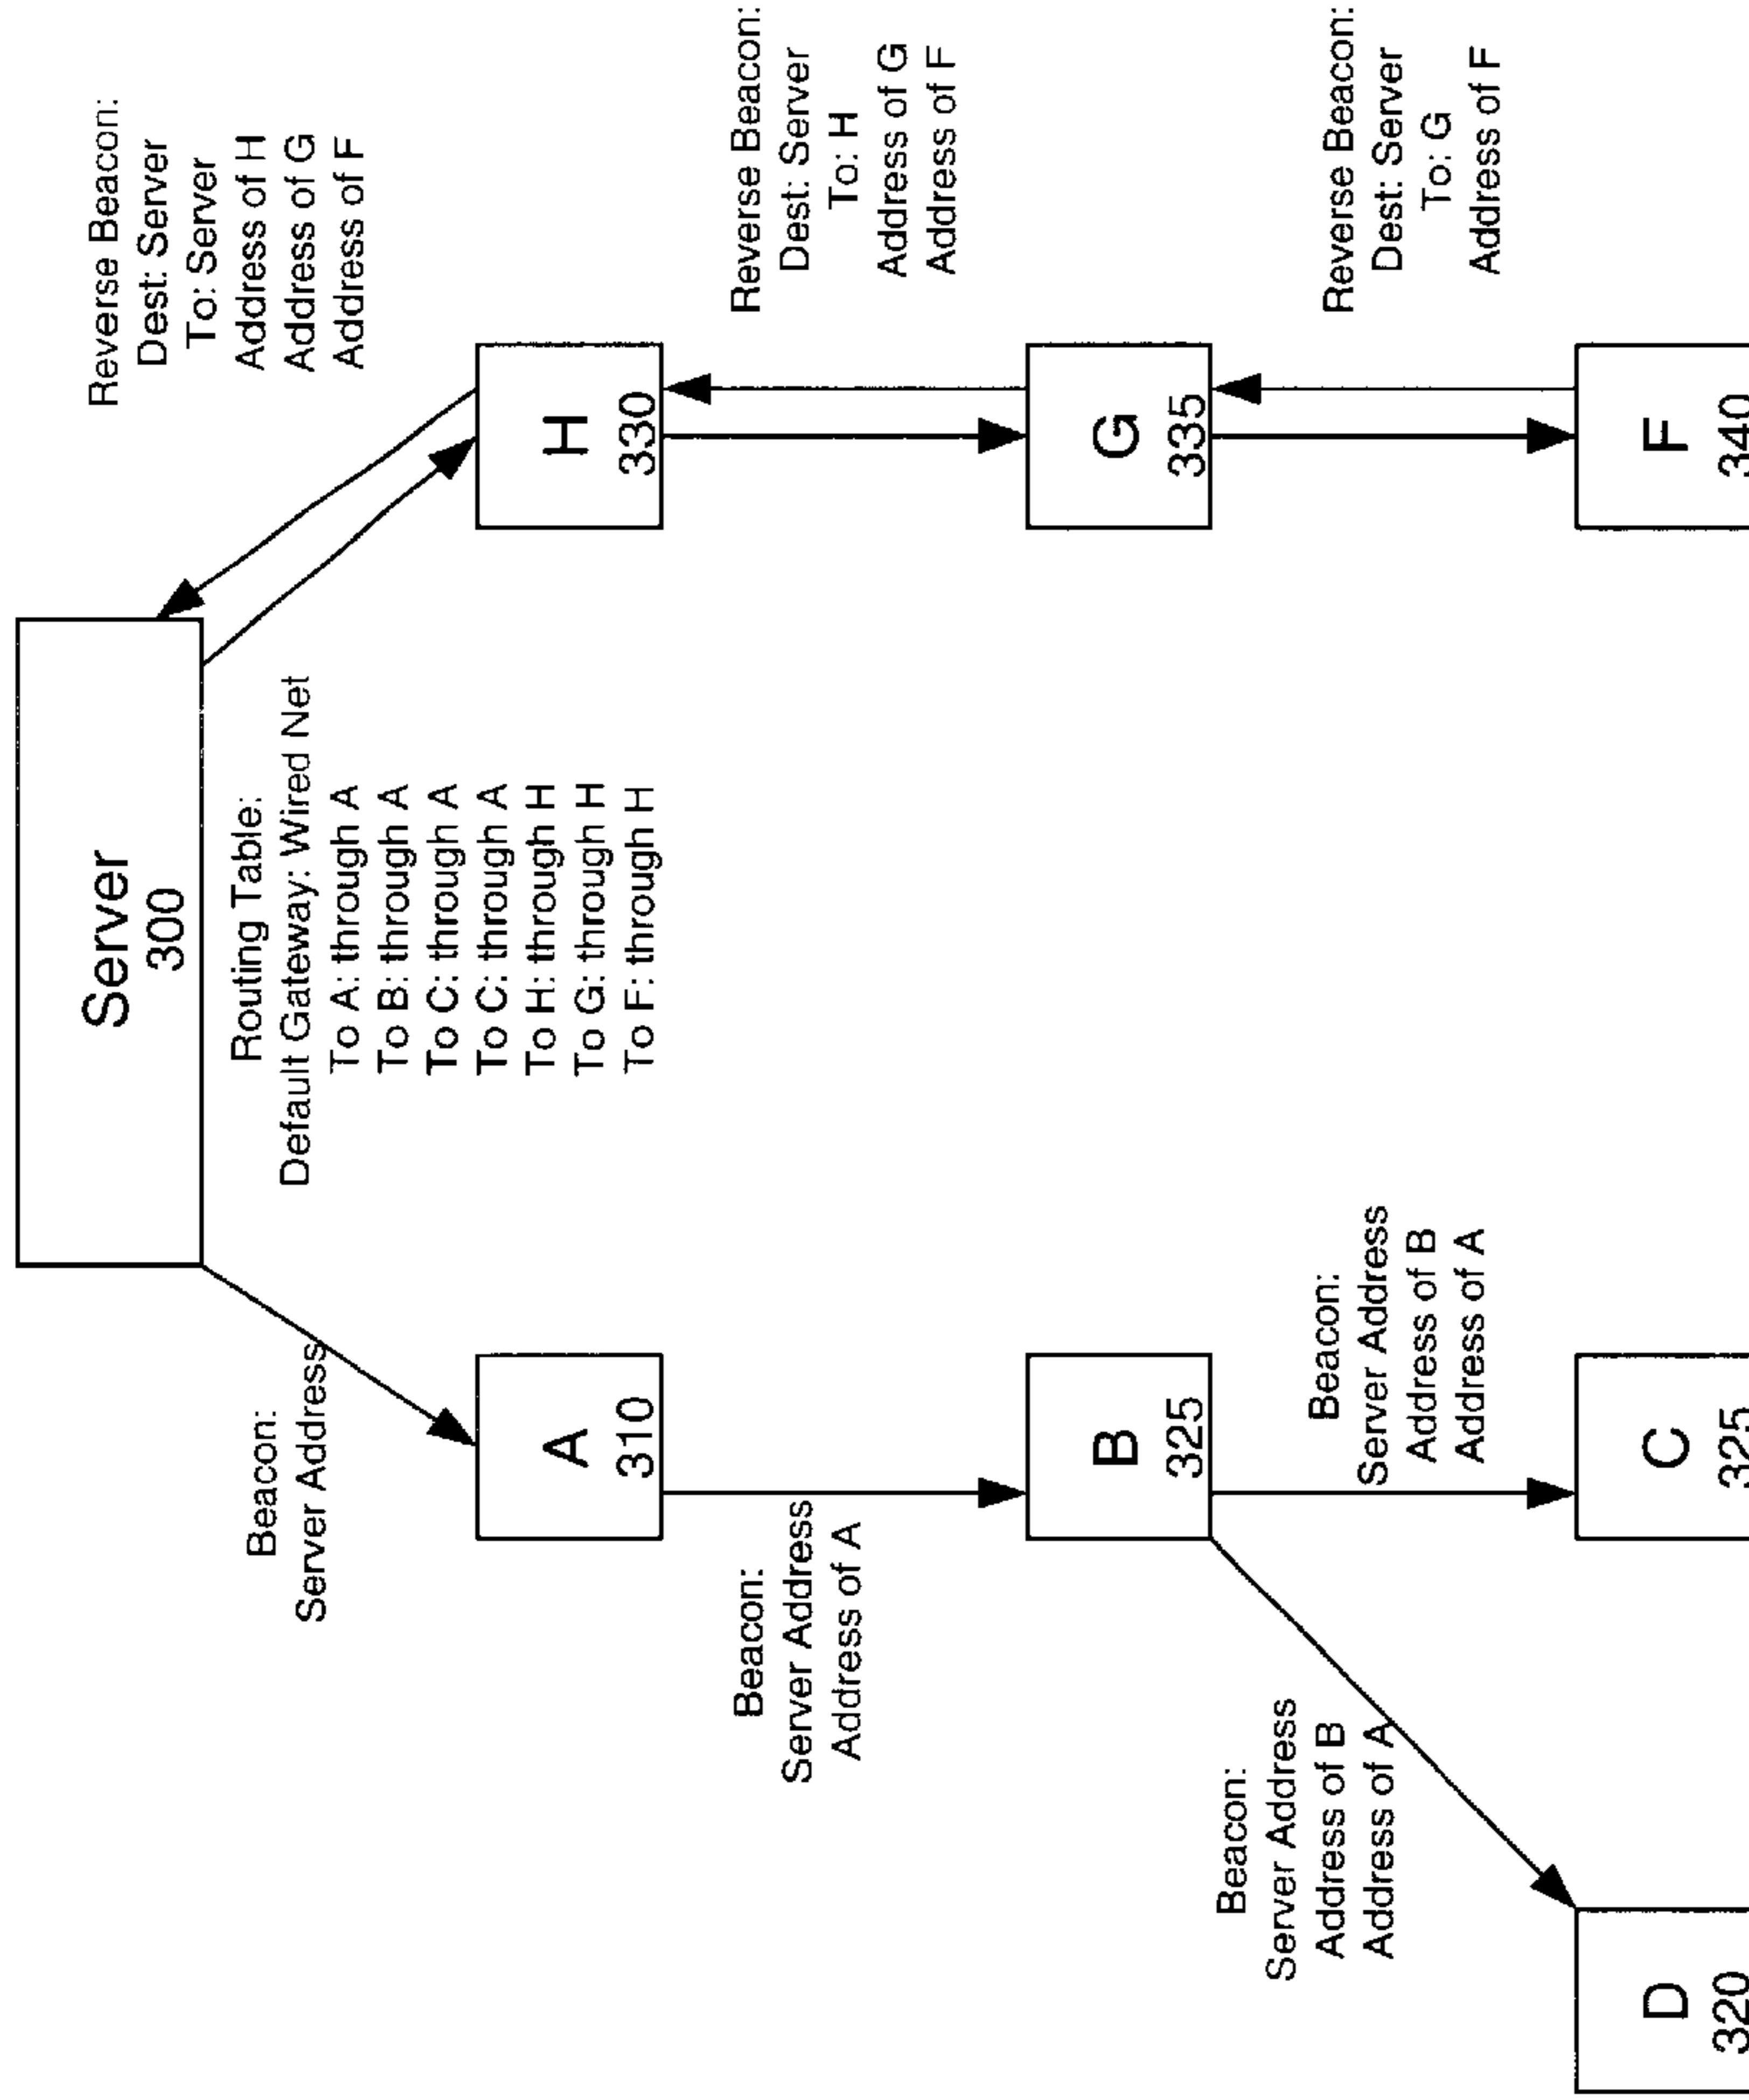 Server
300
Reverse Beacon:
Dest: Server
To: Server
Address of H
Address of G
Address of F
Routing Table:
Default Gateway: Wired Net
To A: through A
To B: through A
To C: through A
To C: through A
To H: through H
To G: through H
To F: through H
Beacon:
Server Address
A
310
H
330
Beacon:
Server Address
Address of A
Reverse Beacon:
Dest: Server
To: H
Address of G
Address of F
B
325
G
335
Beacon:
Server Address
Address of B
Address of A
Beacon:
Server Address
Address of B
Address of A
Reverse Beacon:
Dest: Server
To: G
Address of F
D
320
C
325
F
340